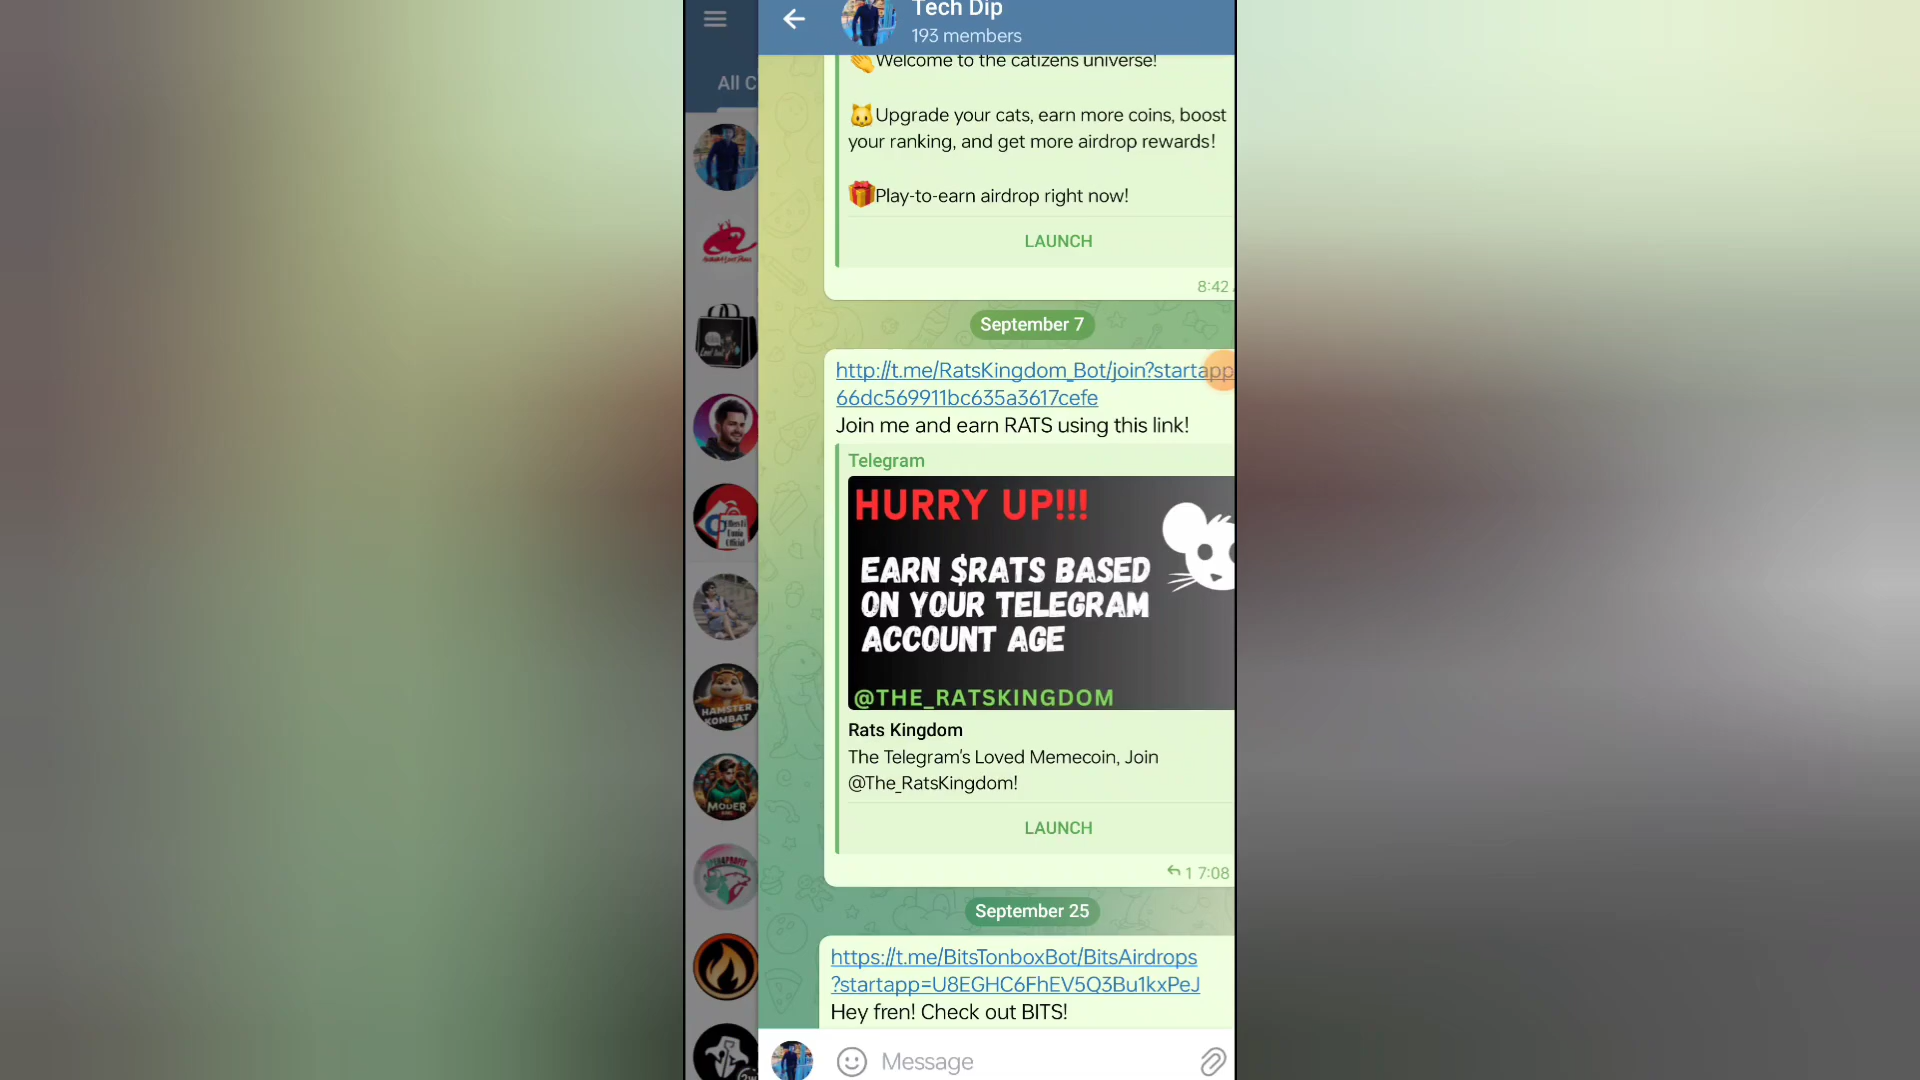 Tech Dip
193 members
All C
Welcome to the catizens universe!
Upgrade your cats, earn more coins, boost
your ranking, and get more airdrop rewards!
Play-to-earn airdrop right now!
LAUNCH
8:42
September 7
http://t.me/RatsKingdom_Bot/join?startapp
66dc569911bc635a3617cefe
Join me and earn RATS using this link!
Telegram
HURRY UP!!!
EARN $RATS BASED
ON YOUR TELEGRAM
ACCOUNT AGE
@THE_RATSKINGDOM
Rats Kingdom
The Telegram's Loved Memecoin, Join
@The_RatsKingdom!
LAUNCH
1 7:08
September 25
https://t.me/BitsTonboxBot/BitsAirdrops
?startapp=U8EGHC6FhEV5Q3Bu1kxPeJ
Hey fren! Check out BITS!
Message
HAMSTER
KOMBAT